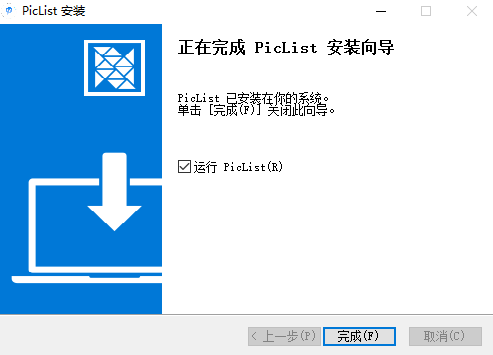 PicList 安装
正在完成 PicList 安装向导
PicList 已安装在你的系统。
单击 [完成(F)] 关闭此向导。
运行 PicList(R)
< 上一步(P)
完成(F)
取消(C)